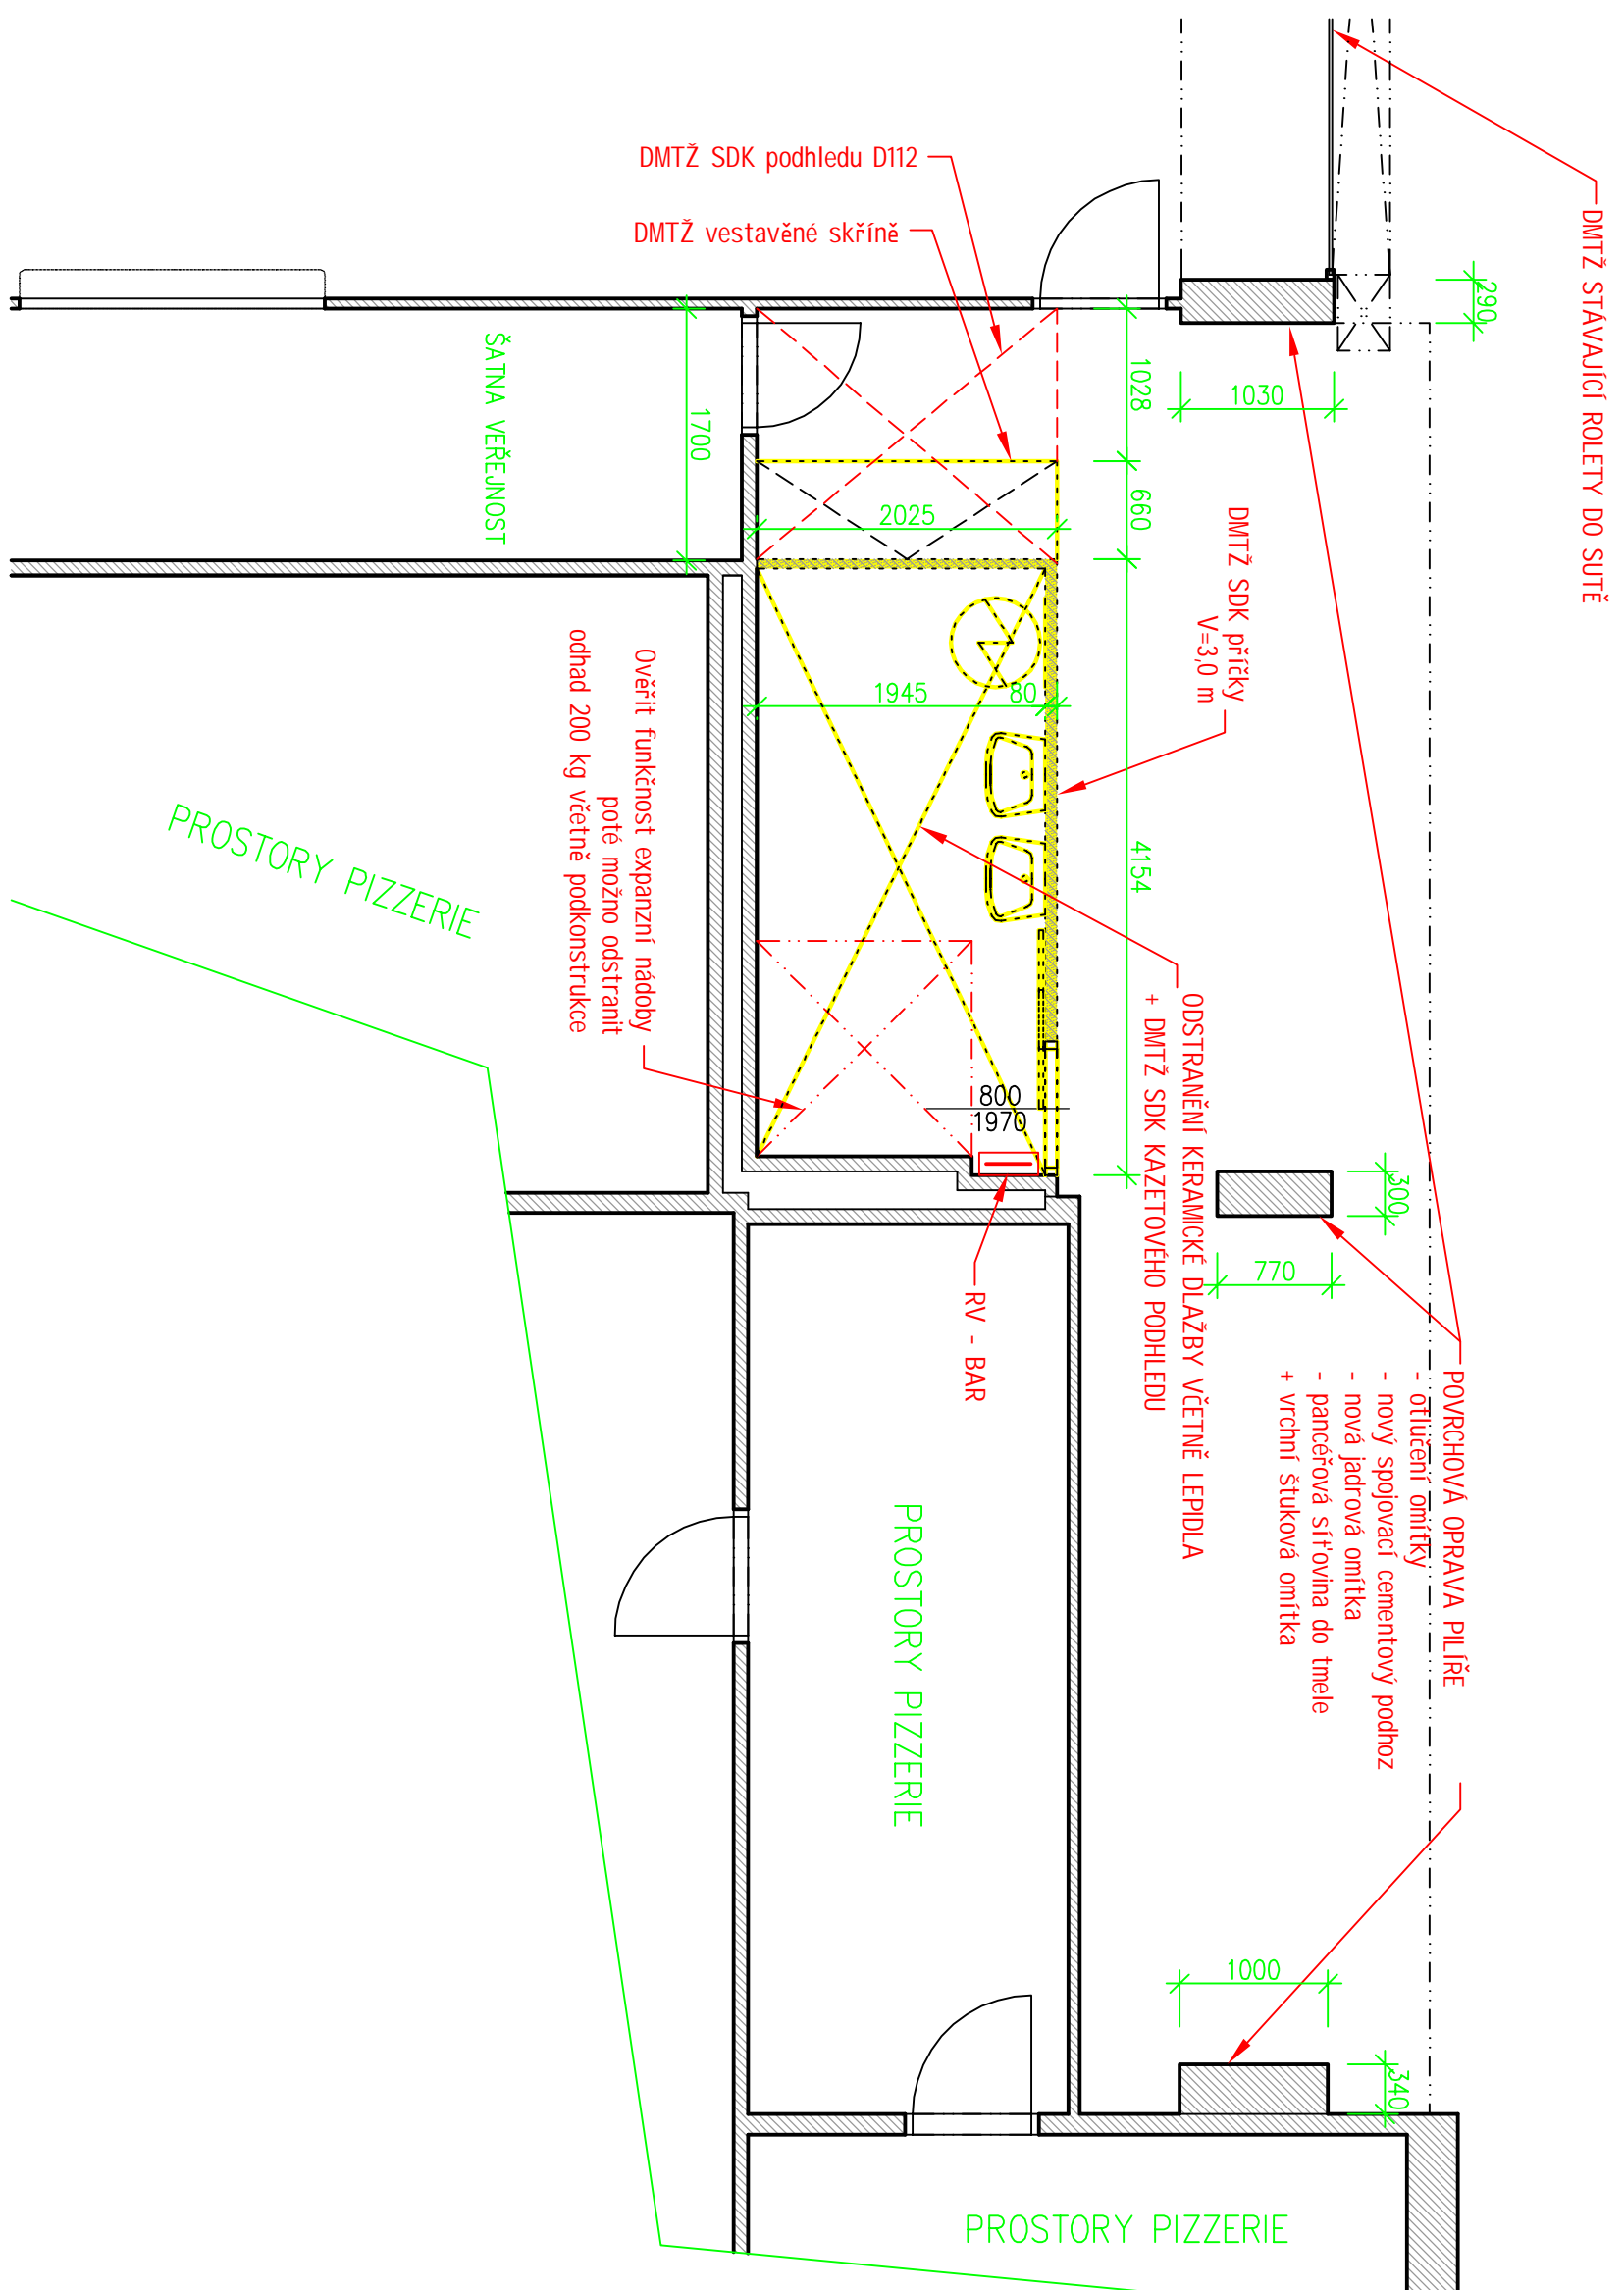 DMTŽ STÁVAJÍCÍ ROLETY DO SUTĚ
DMTŽ SDK podhledu D112
DMTŽ vestavěné skříně
290
1030
1028
660
4154
1700
ŠATNA VEŘEJNOST
2025
DMTŽ SDK příčky
V=3,0 m
1945
80
Ověřit funkčnost expanzní nádoby
poté možno odstranit
odhad 200 kg včetně podkonstrukce
PROSTORY PIZZERIE
ODSTRANĚNÍ KERAMICKÉ DLAŽBY VČETNĚ LEPIDLA
+ DMTŽ SDK KAZETOVÉHO PODHLEDU
800
1970
RV - BAR
300
770
POVRCHOVÁ OPRAVA PILÍŘE
- otlučení omítky
- nový spojovací cementový podhoz
- nová jadrová omítka
- pancéřová síťovina do tmele
+ vrchní štuková omítka
PROSTORY PIZZERIE
1000
340
PROSTORY PIZZERIE